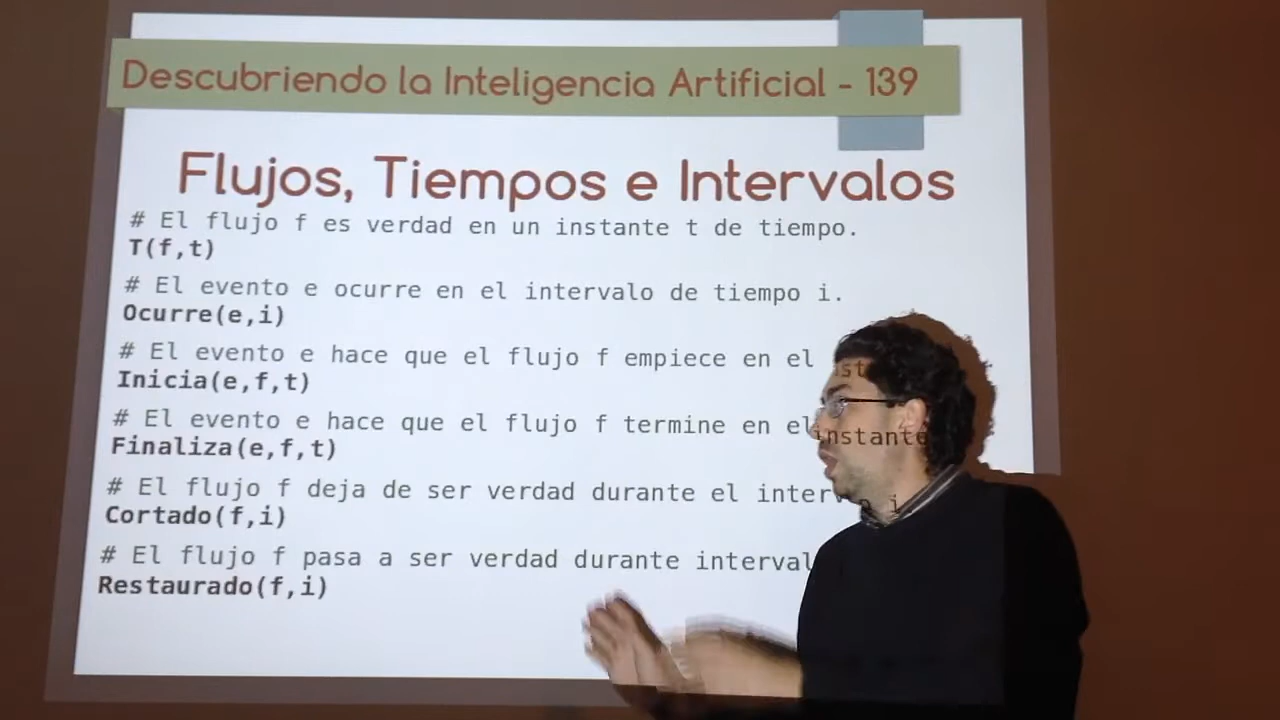 Descubriendo la Inteligencia Artificial - 139
Flujos, Tiempos e Intervalos
# El flujo f es verdad en un instante t de tiempo.
T(f,t)
# El evento e ocurre en el intervalo de tiempo i.
Ocurre(e,i)
# El evento e hace que el flujo f empiece en el
Inicia(e,f,t)
# El evento e hace que el flujo f termine en el instante
Finaliza(e,f,t)
# El flujo f deja de ser verdad durante el i
Cortado(f,i)
# El flujo f pasa a ser verdad durante
Restaurado(f,i)